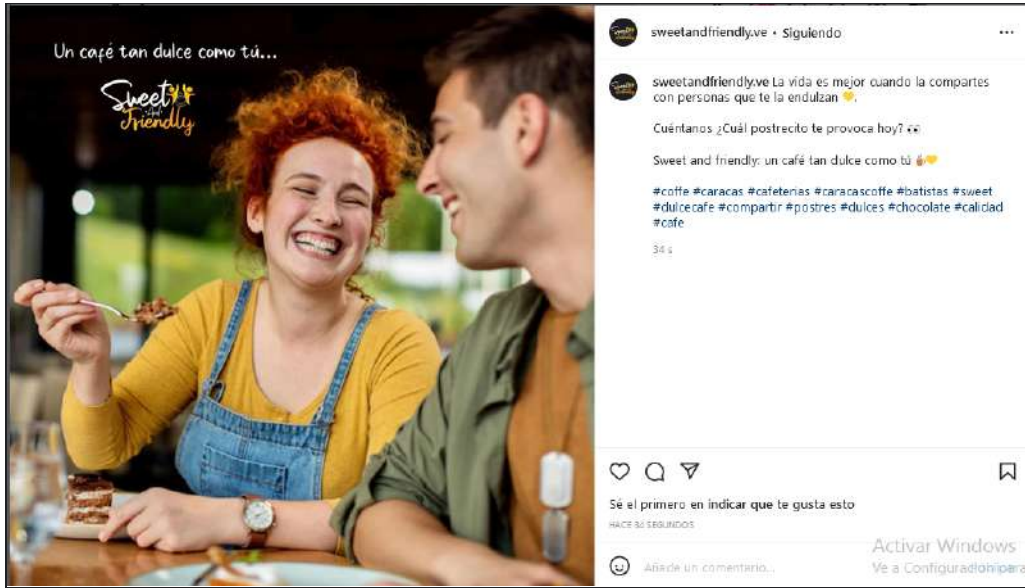 Un café tan dulce como tú...
Sweet
And
Friendly
sweetandfriendly.ve • Siguiendo
sweetandfriendly.ve La vida es mejor cuando la compartes
con personas que te la endulzan 💛.
Cuéntanos ¿Cuál postrecito te provoca hoy? 👀
Sweet and friendly: un café tan dulce como tú ✌🏽💛
#coffe #caracas #cafeterias #caracascoffe #batistas #sweet
#dulcecafe #compartir #postres #dulces #chocolate #calidad
#cafe
34 s
Sé el primero en indicar que te gusta esto
HACE 34 SEGUNDOS
Añade un comentario...
Activar Windows
Ve a Configuración para